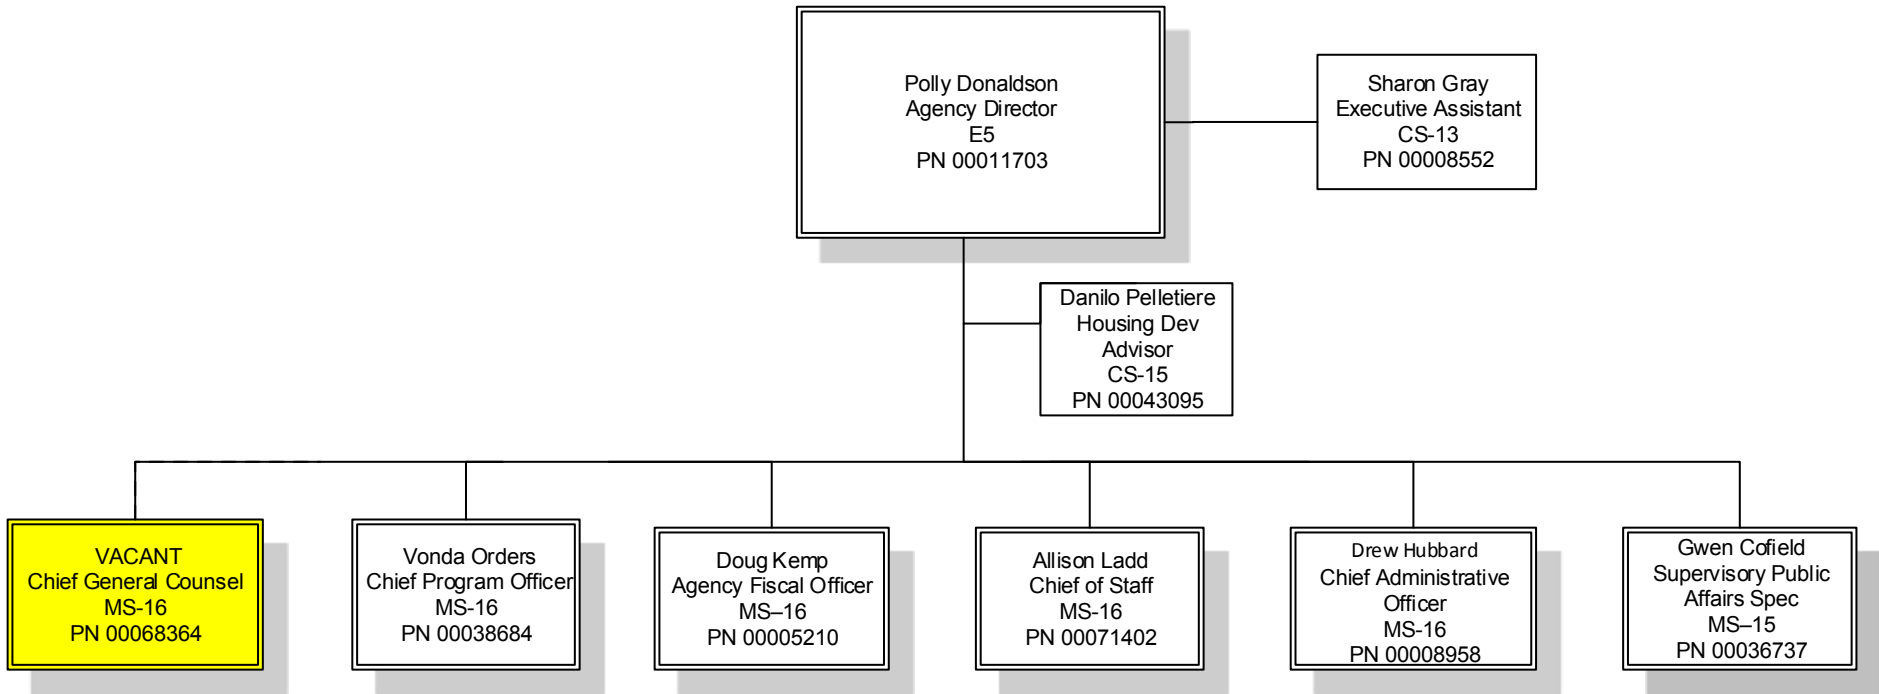 Polly Donaldson
Agency Director
E5
PN 00011703
Sharon Gray
Executive Assistant
CS-13
PN 00008552
Danilo Pelletiere
Housing Dev
Advisor
CS-15
PN 00043095
VACANT
Chief General Counsel
MS-16
PN 00068364
Vonda Orders
Chief Program Officer
MS-16
PN 00038684
Doug Kemp
Agency Fiscal Officer
MS–16
PN 00005210
Allison Ladd
Chief of Staff
MS-16
PN 00071402
Drew Hubbard
Chief Administrative
Officer
MS-16
PN 00008958
Gwen Cofield
Supervisory Public
Affairs Spec
MS–15
PN 00036737